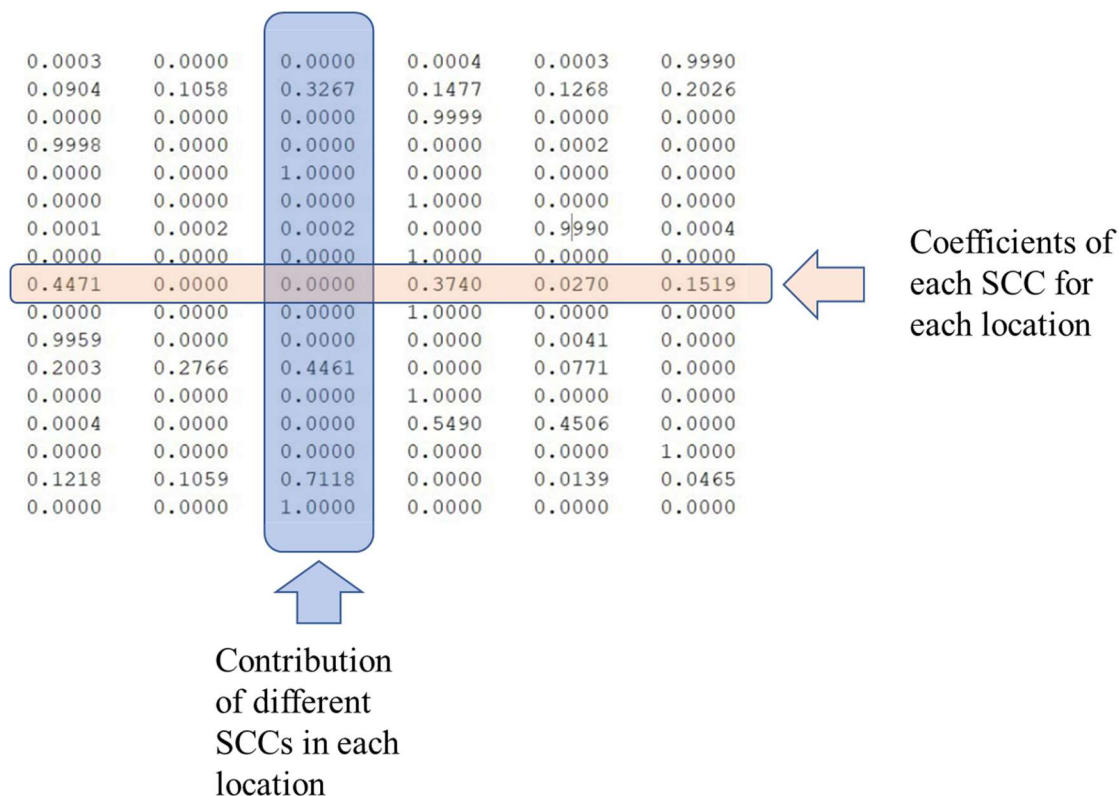 0.0003 0.0000 0.0000 0.0004 0.0003 0.9990
0.0904 0.1058 0.3267 0.1477 0.1268 0.2026
0.0000 0.0000 0.0000 0.9999 0.0000 0.0000
0.9998 0.0000 0.0000 0.0000 0.0002 0.0000
0.0000 0.0000 1.0000 0.0000 0.0000 0.0000
0.0000 0.0000 0.0000 1.0000 0.0000 0.0000
0.0001 0.0002 0.0002 0.0000 0.9990 0.0004
0.0000 0.0000 0.0000 1.0000 0.0000 0.0000
0.4471 0.0000 0.0000 0.3740 0.0270 0.1519
0.0000 0.0000 0.0000 1.0000 0.0000 0.0000
0.9959 0.0000 0.0000 0.0000 0.0041 0.0000
0.2003 0.2766 0.4461 0.0000 0.0771 0.0000
0.0000 0.0000 0.0000 1.0000 0.0000 0.0000
0.0004 0.0000 0.0000 0.5490 0.4506 0.0000
0.0000 0.0000 0.0000 0.0000 0.0000 1.0000
0.1218 0.1059 0.7118 0.0000 0.0139 0.0465
0.0000 0.0000 1.0000 0.0000 0.0000 0.0000
Coefficients of
each SCC for
each location
Contribution
of different
SCCs in each
location